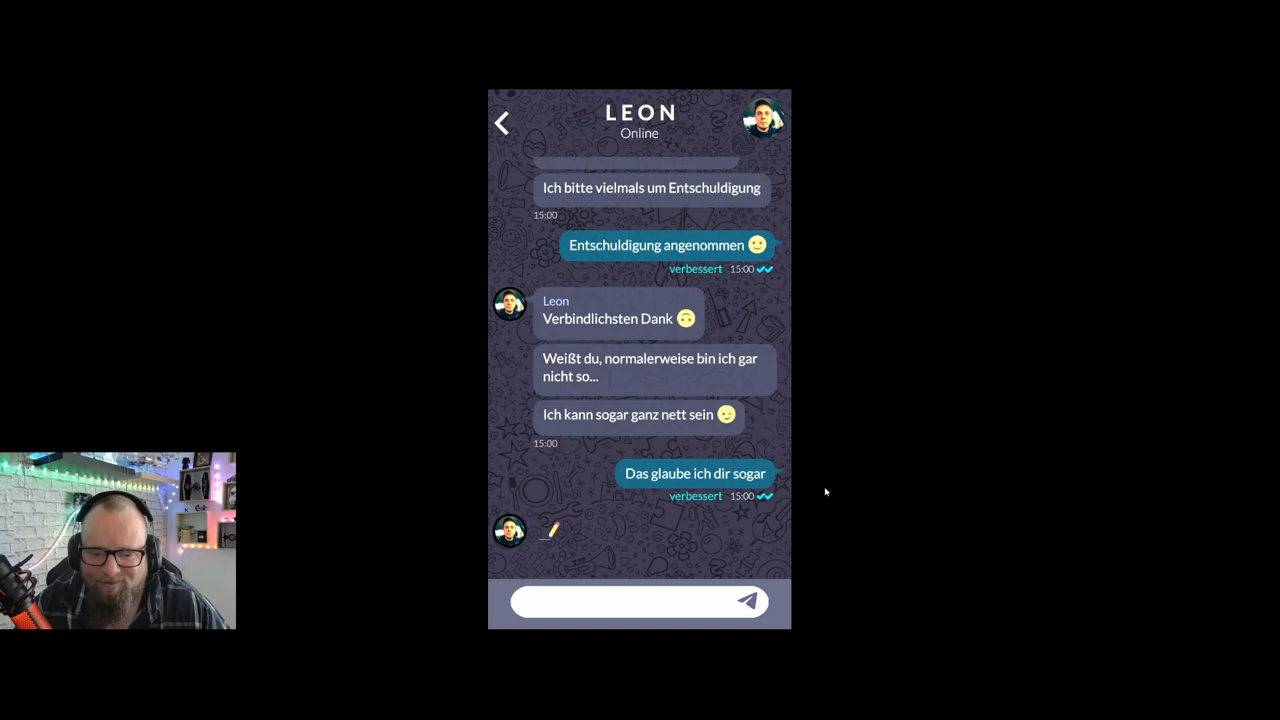 LEON
Online
Ich bitte vielmals um Entschuldigung
15:00
Entschuldigung angenommen 🙂
verbessert 15:00
Leon
Verbindlichsten Dank 🙃
Weißt du, normalerweise bin ich gar
nicht so...
Ich kann sogar ganz nett sein 😉
15:00
Das glaube ich dir sogar
verbessert 15:00